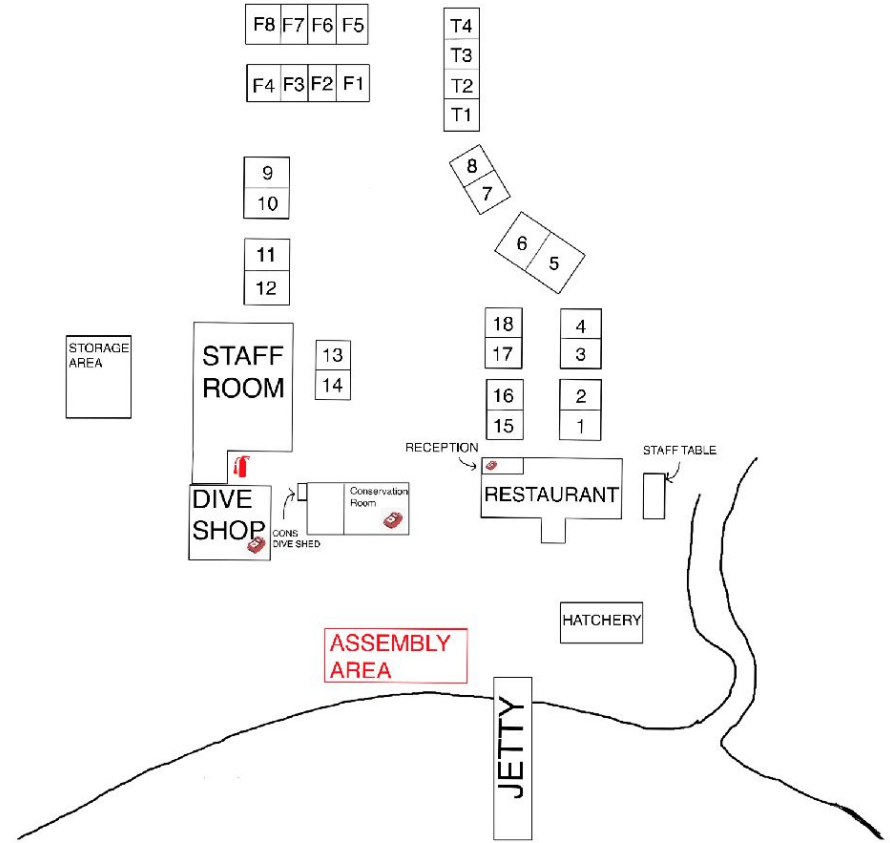 F8 F7 F6 F5
F4 F3 F2 F1
T4
T3
T2
T1
8
7
6
5
9
10
11
12
18
17
4
3
16
15
2
1
13
14
STORAGE
AREA
STAFF
ROOM
RECEPTION
RESTAURANT
STAFF TABLE
DIVE
SHOP
CONS
DIVE SHED
Conservation
Room
HATCHERY
ASSEMBLY
AREA
JETTY